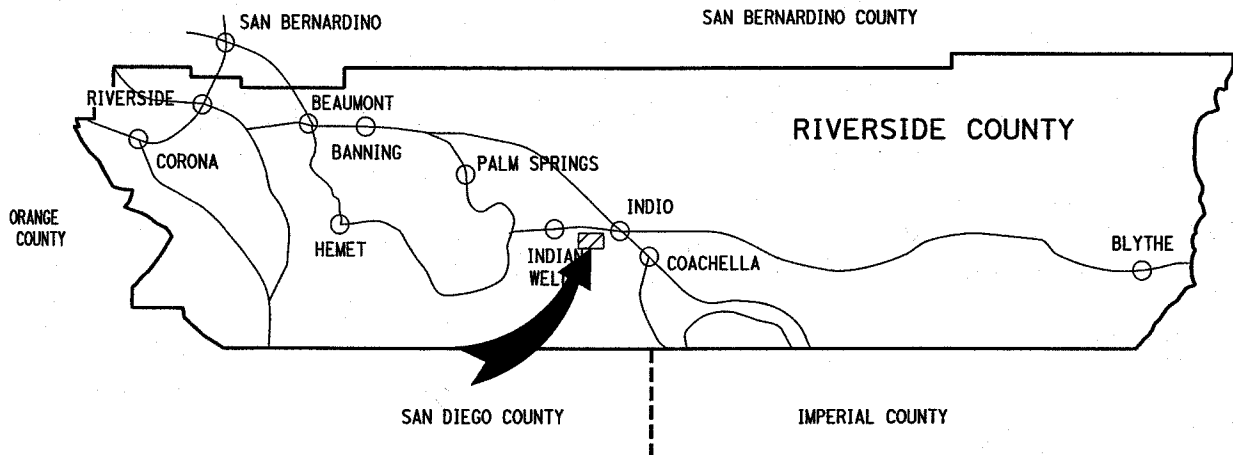 SAN BERNARDINO
SAN BERNARDINO COUNTY
RIVERSIDE
BEAUMONT
RIVERSIDE COUNTY
CORONA
BANNING
PALM SPRINGS
ORANGE
COUNTY
HEMET
INDIO
INDIAN
COACHELLA
BLYTHE
SAN DIEGO COUNTY
IMPERIAL COUNTY